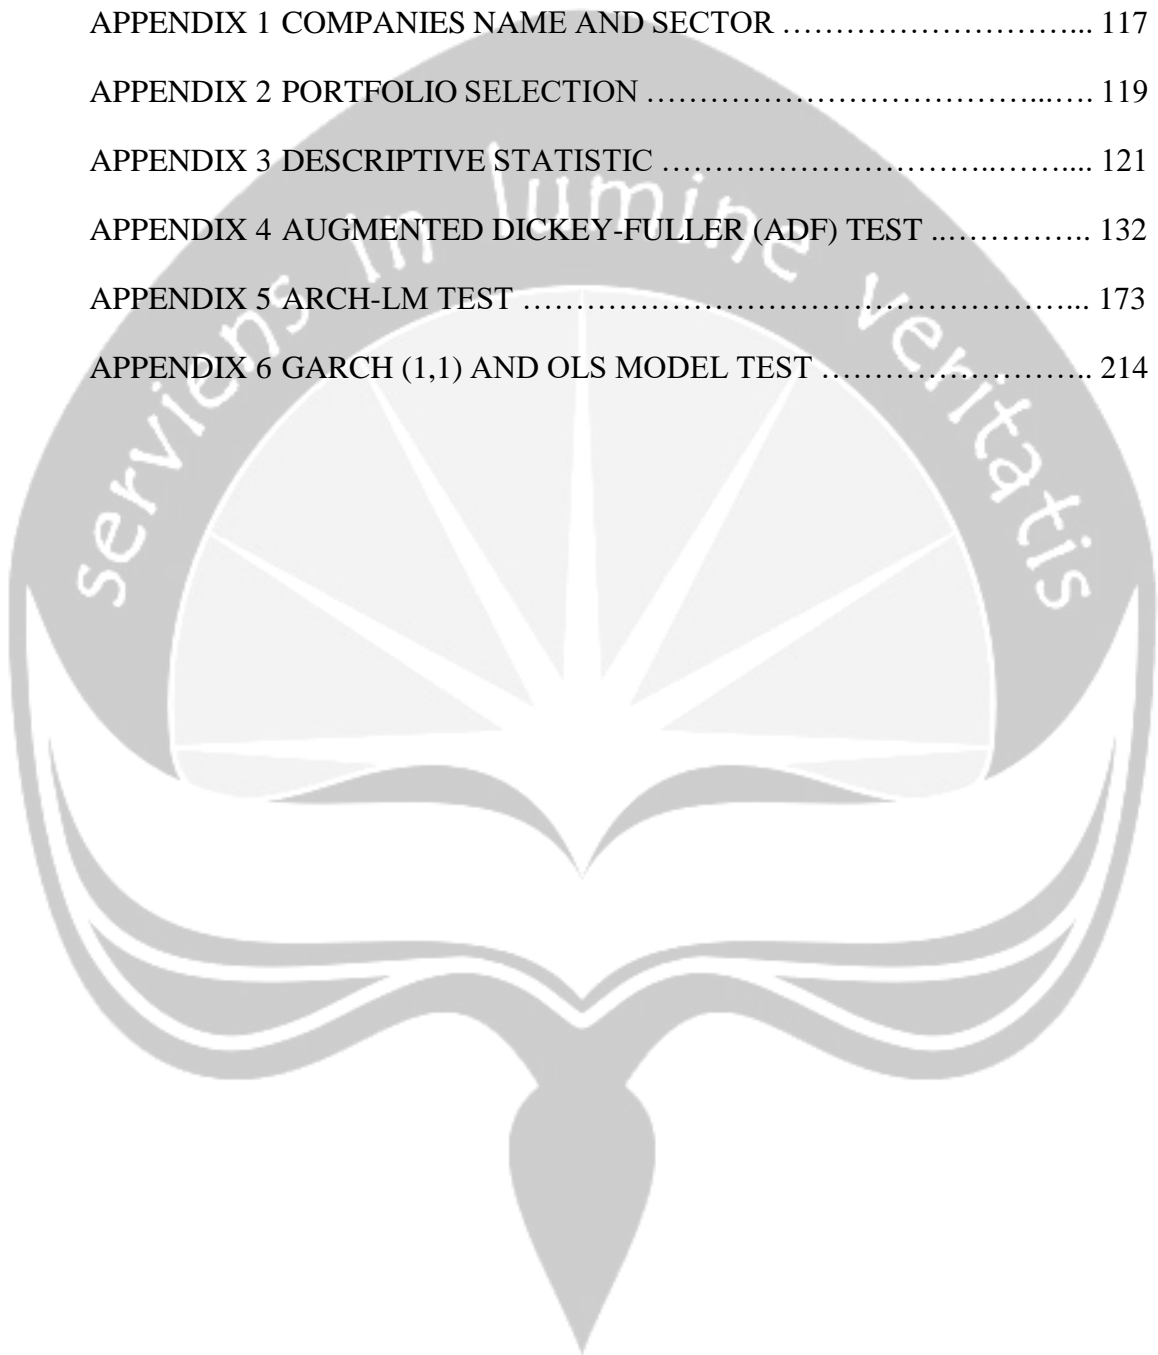 APPENDIX 1 COMPANIES NAME AND SECTOR ………………………... 117
APPENDIX 2 PORTFOLIO SELECTION ………………………………...…. 119
APPENDIX 3 DESCRIPTIVE STATISTIC …………………………..…….... 121
APPENDIX 4 AUGMENTED DICKEY-FULLER (ADF) TEST ..………….. 132
APPENDIX 5 ARCH-LM TEST ………………………………………………... 173
APPENDIX 6 GARCH (1,1) AND OLS MODEL TEST …………………….. 214
serviens in lumine veritatis